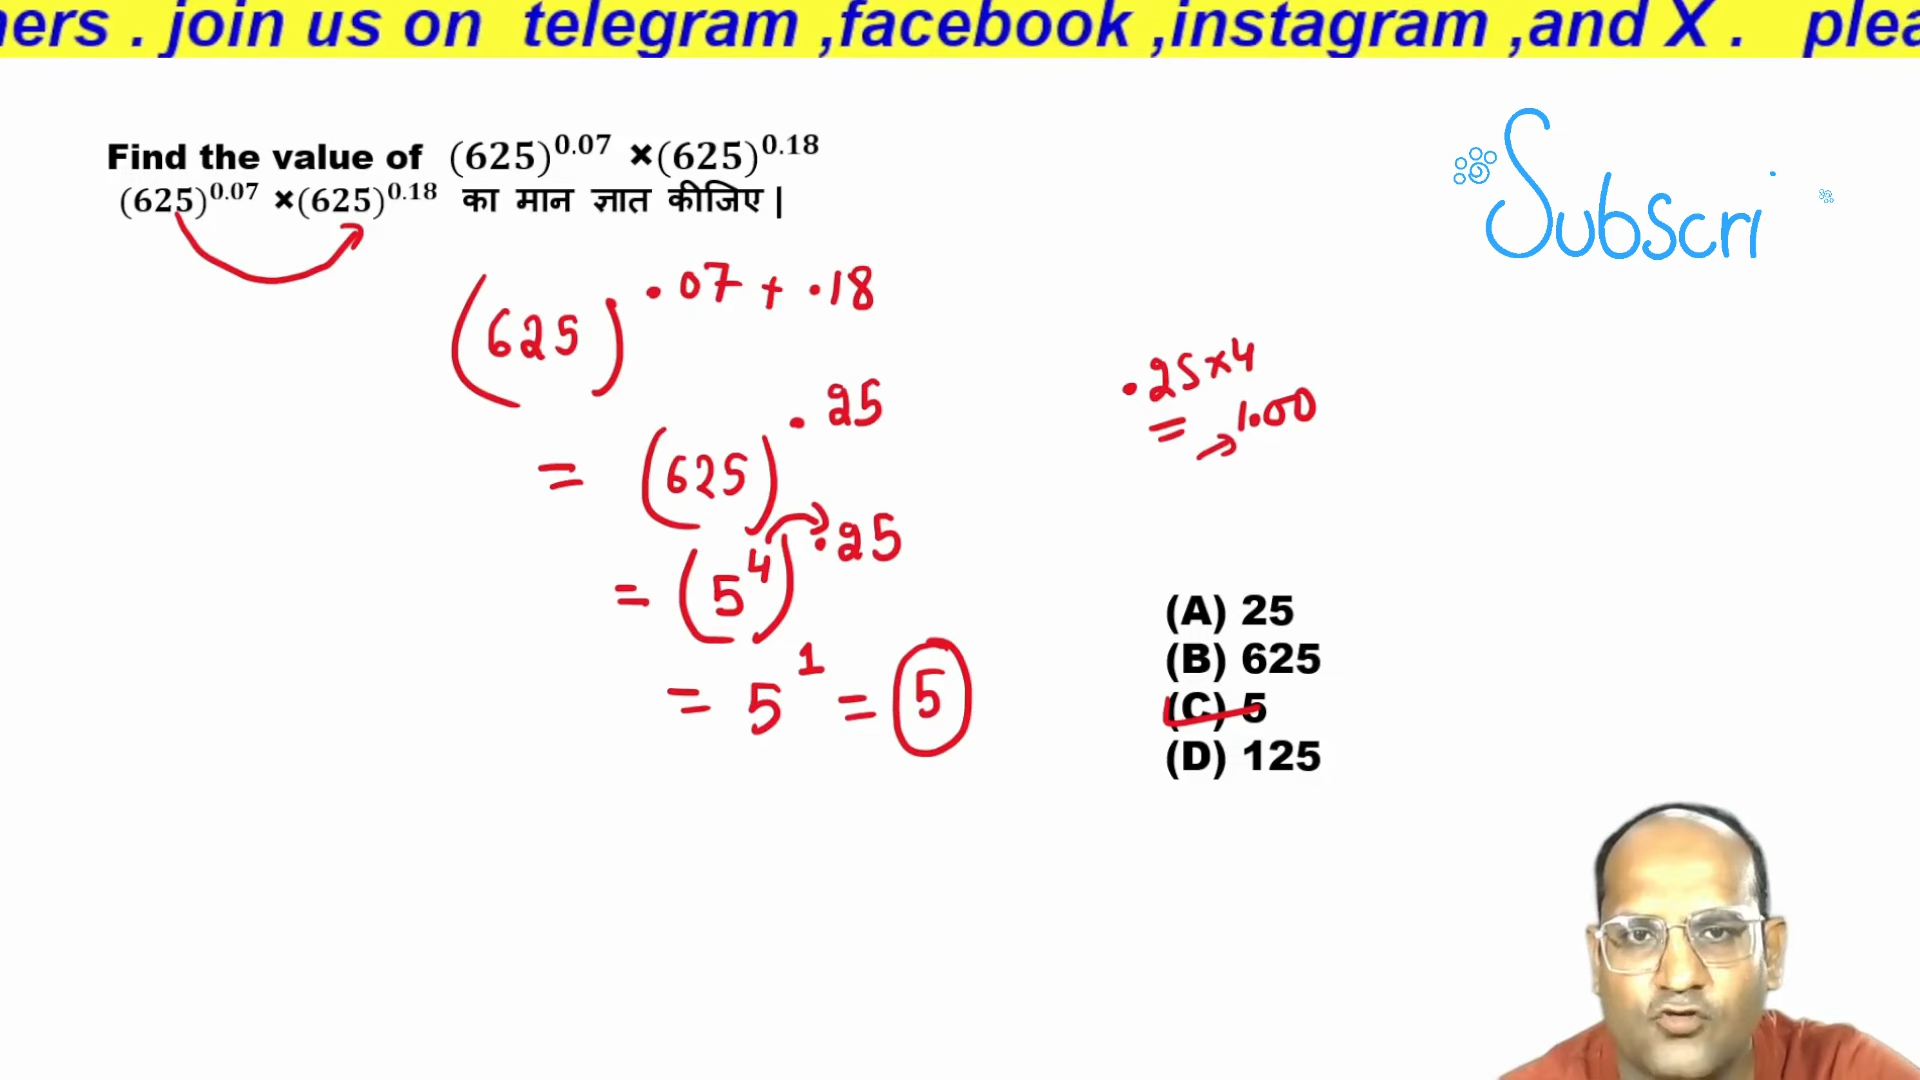 ners . join us on telegram ,facebook ,instagram ,and X . plea
Find the value of (625)^0.07 ×(625)^0.18
(625)^0.07 ×(625)^0.18 का मान ज्ञात कीजिए |
Subscri
(625)^.07 + .18
= (625)^.25
= (5^4)^.25
= 5^1 = 5
.25×4
= → 1.00
(A) 25
(B) 625
(C) 5
(D) 125